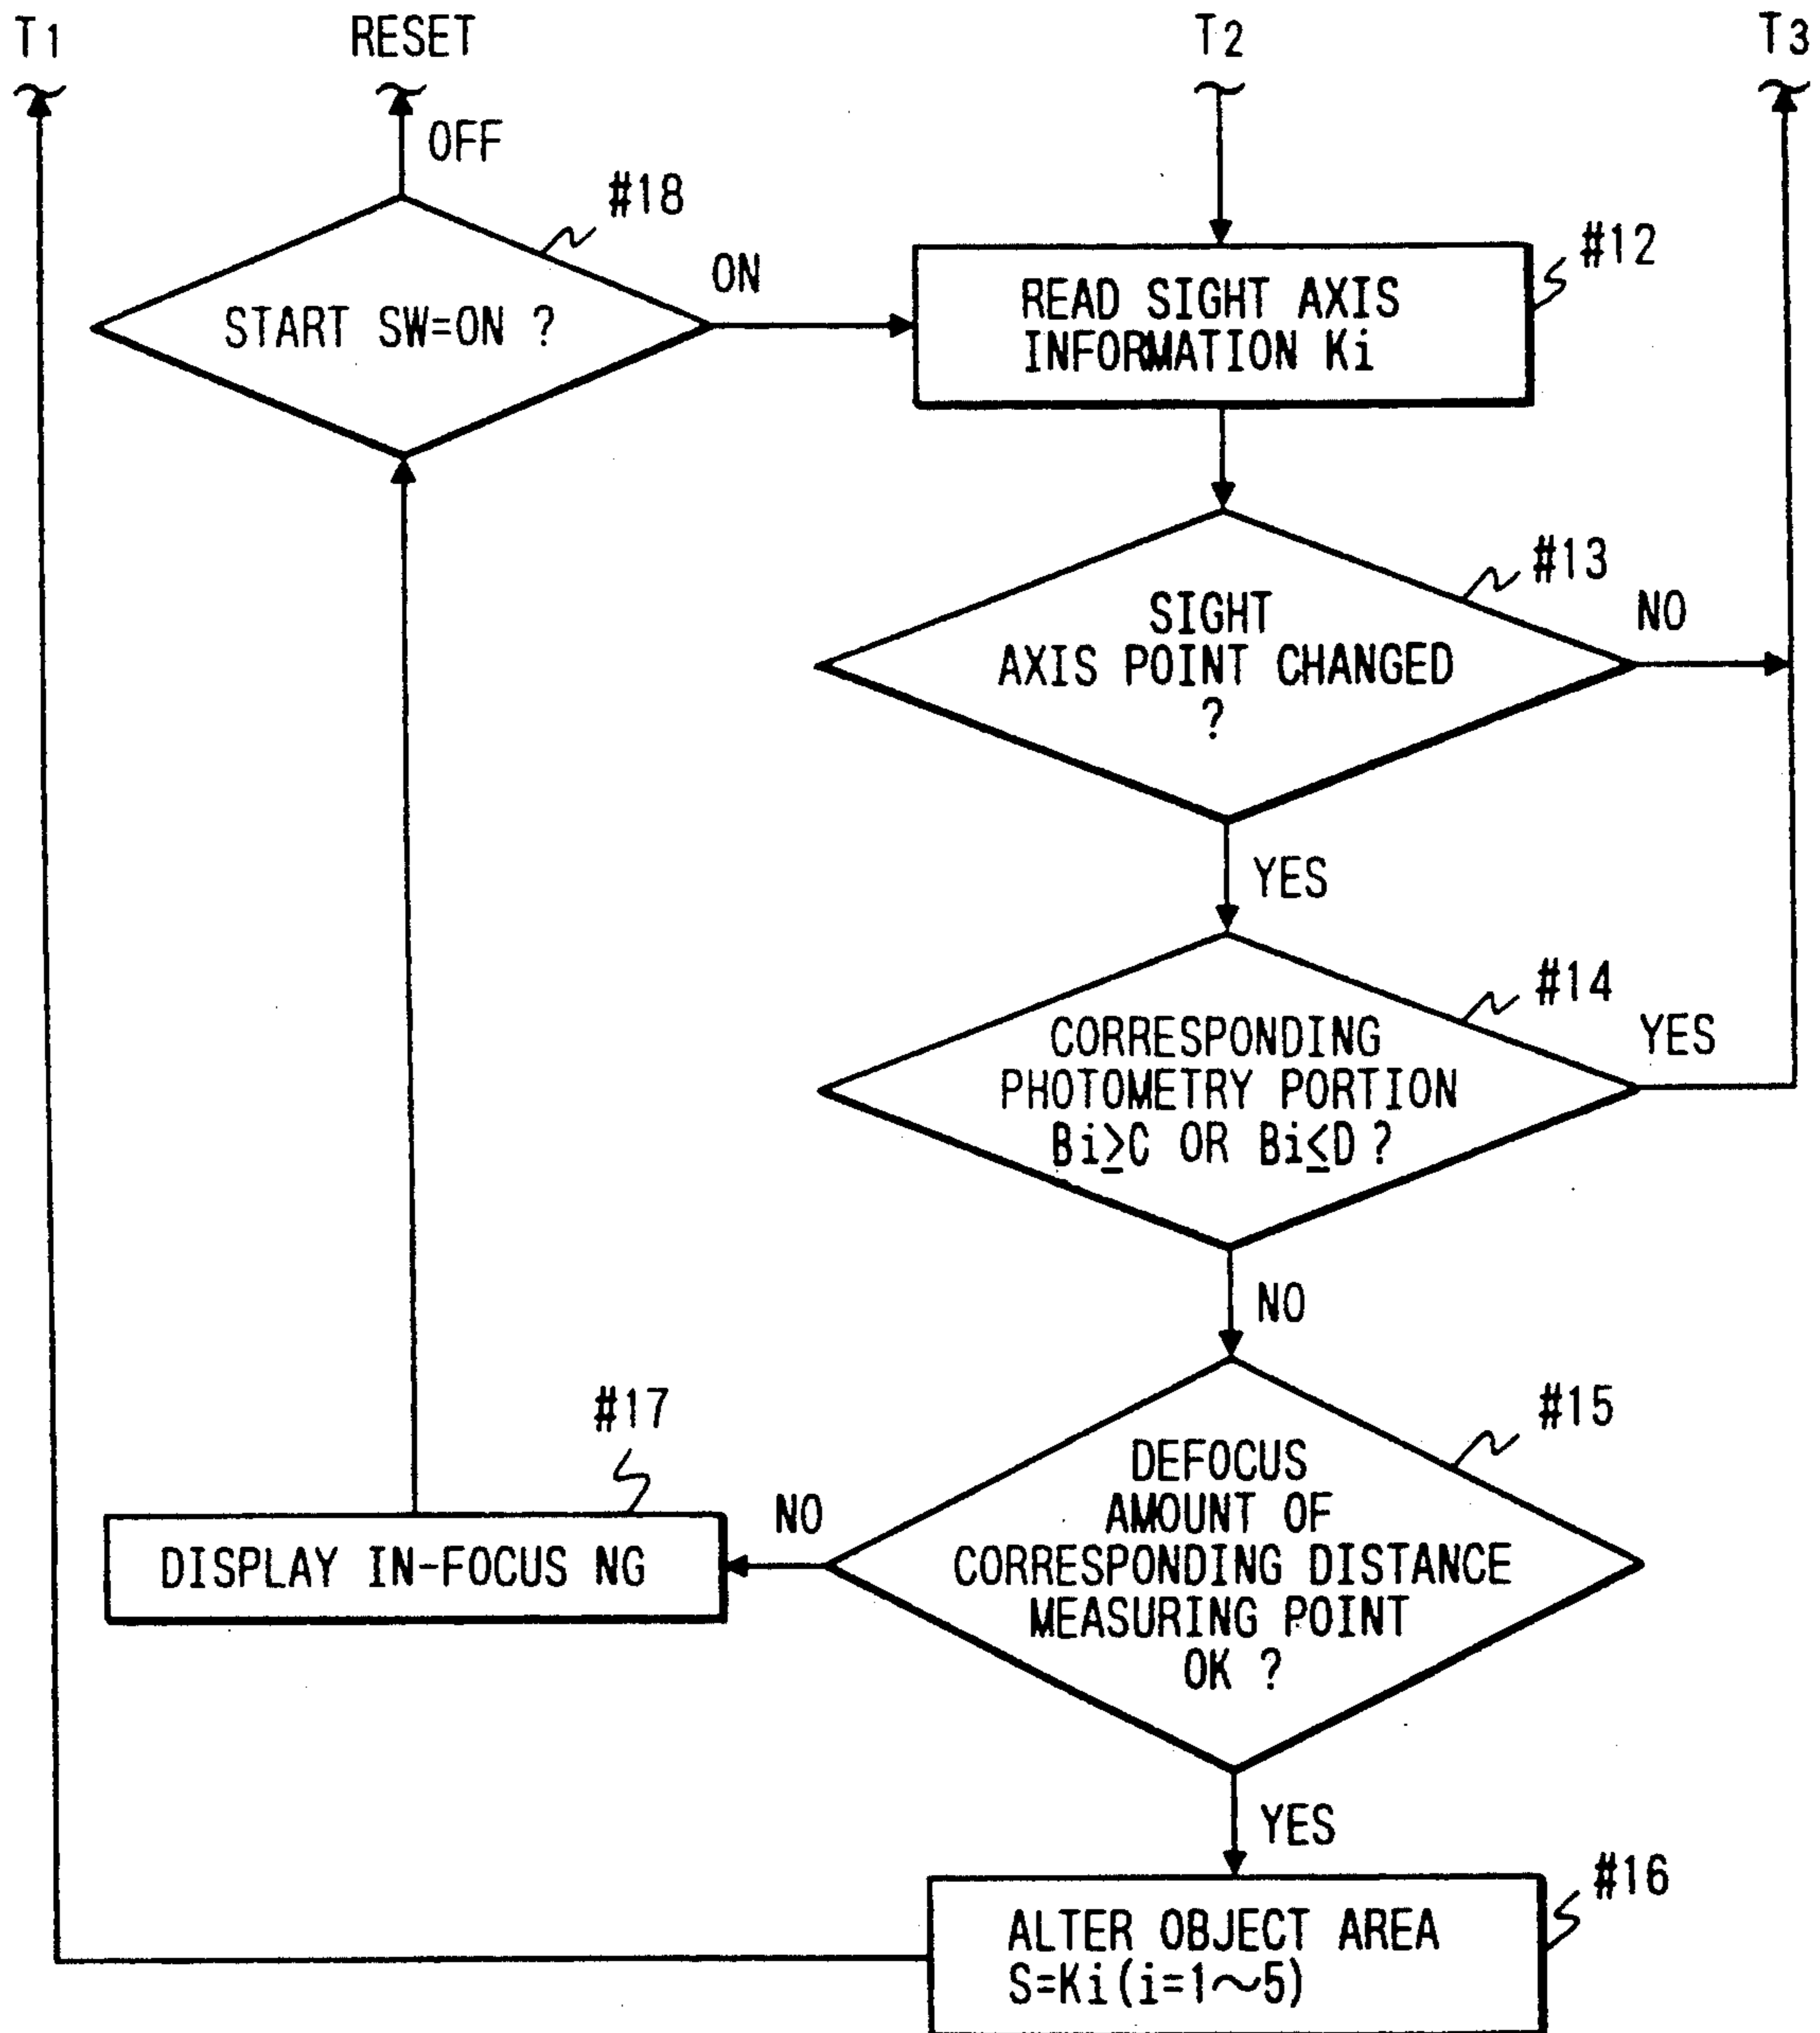 T1
RESET
T2
T3
OFF
#18
START SW=ON ?
ON
#12
READ SIGHT AXIS
INFORMATION Ki
#13
SIGHT
AXIS POINT CHANGED
?
NO
YES
#14
CORRESPONDING
PHOTOMETRY PORTION
Bi≥C OR Bi≤D ?
YES
NO
#15
DEFOCUS
AMOUNT OF
CORRESPONDING DISTANCE
MEASURING POINT
OK ?
NO
#17
DISPLAY IN-FOCUS NG
YES
#16
ALTER OBJECT AREA
S=Ki(i=1～5)